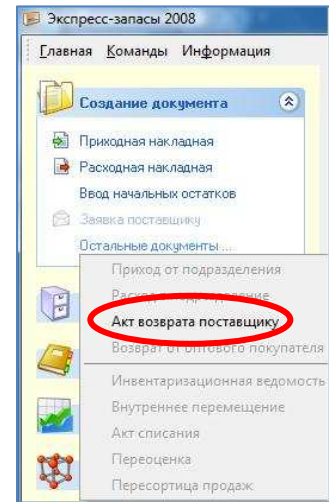 Экспресс-запасы 2008
Главная Команды Информация
Создание документа
Приходная накладная
Расходная накладная
Ввод начальных остатков
Заявка поставщику
Остальные документы ...
Приход от подразделения
Расход на подразделение
Акт возврата поставщику
Возврат от оптового покупателя
Инвентаризационная ведомость
Внутреннее перемещение
Акт списания
Переоценка
Пересортица продаж